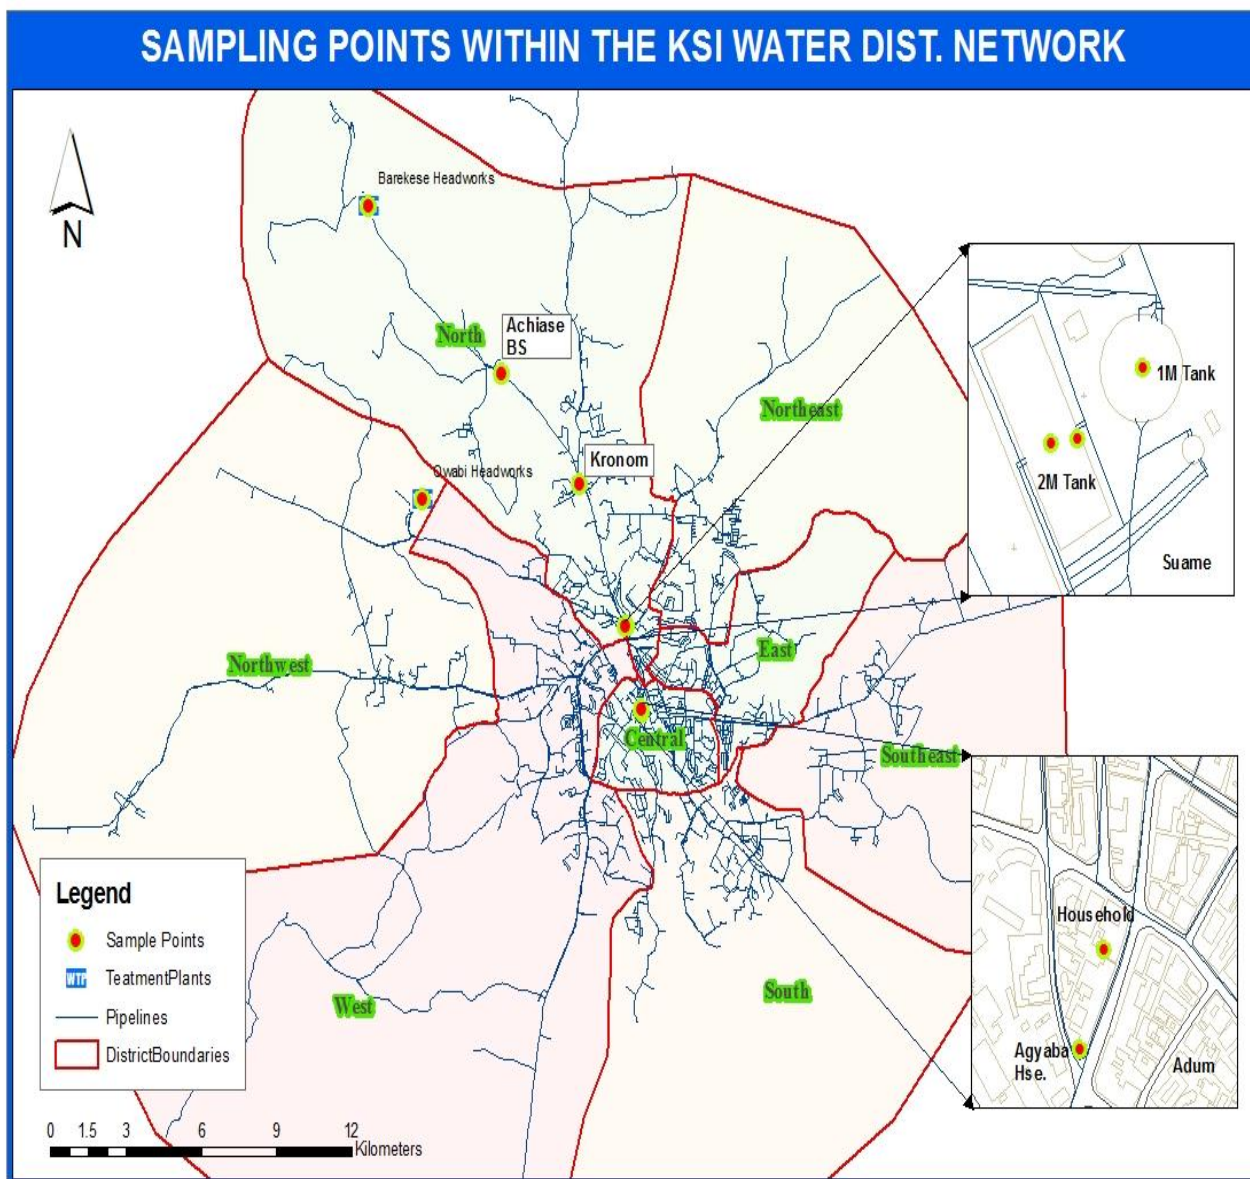 SAMPLING POINTS WITHIN THE KSI WATER DIST. NETWORK
N
Barekese Headworks
North
Achiase
BS
Northeast
Kronom
Owabi Headworks
1M Tank
2M Tank
Suame
Northwest
East
Central
Southeast
West
South
Household
Agyaba
Hse.
Adum
Legend
Sample Points
WTP
TeatmentPlants
Pipelines
DistrictBoundaries
0 1.5 3 6 9 12
Kilometers